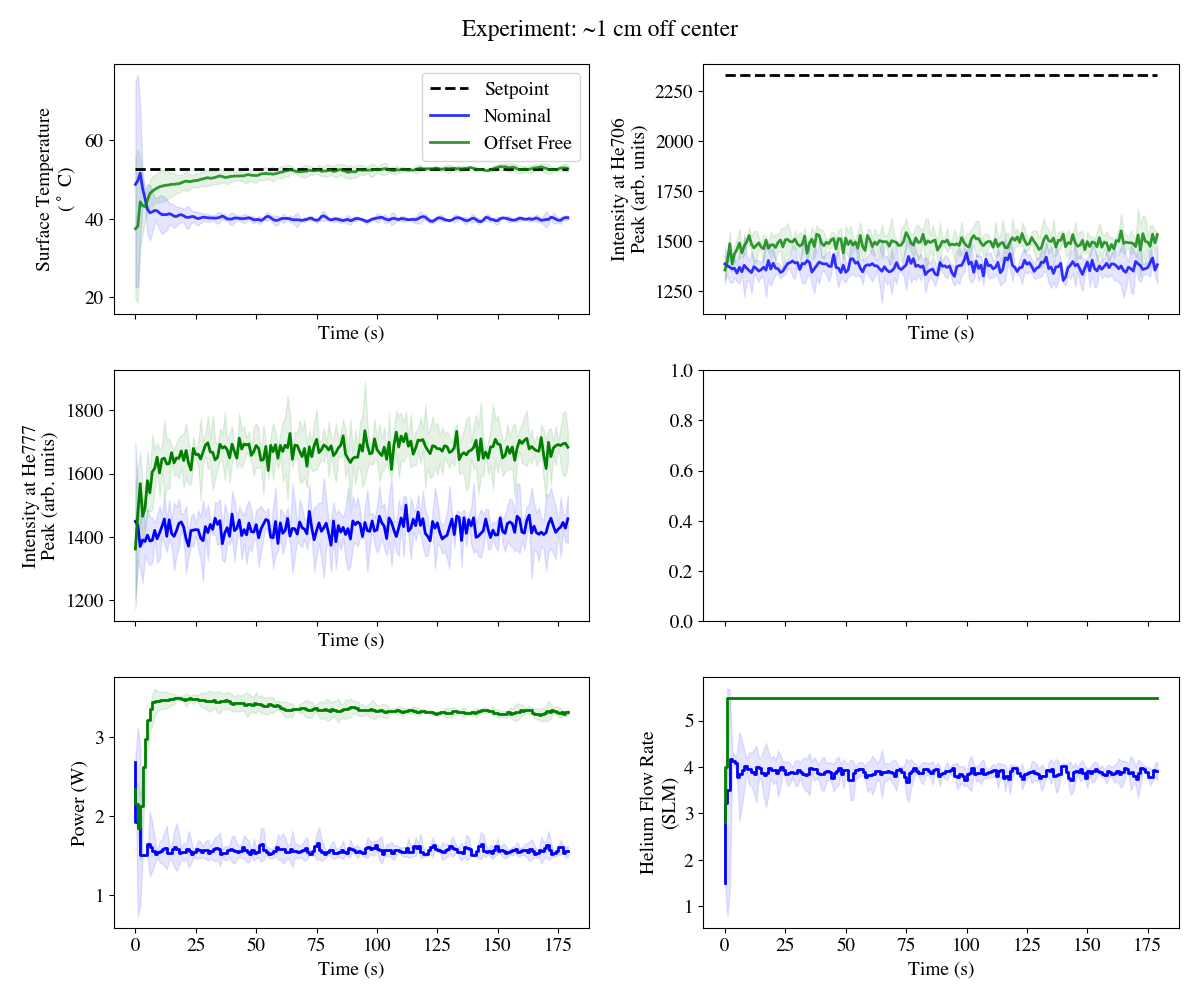 Experiment: ~1 cm off center
Surface Temperature
(°C)
60
40
20
Setpoint
Nominal
Offset Free
Time (s)
Intensity at He706
Peak (arb. units)
2250
2000
1750
1500
1250
Time (s)
Intensity at He777
Peak (arb. units)
1800
1600
1400
1200
Time (s)
1.0
0.8
0.6
0.4
0.2
0.0
Power (W)
3
2
1
0 25 50 75 100 125 150 175
Time (s)
Helium Flow Rate
(SLM)
5
4
3
2
1
0 25 50 75 100 125 150 175
Time (s)